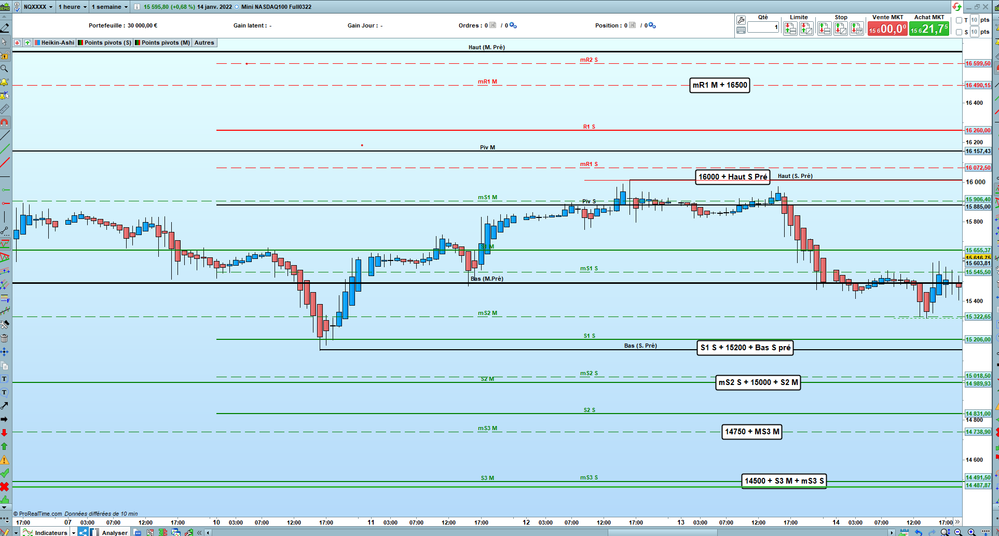 DEMO NQXXXX 1 heure 1 semaine 15 595,80 (+0,68 %) 14 janv. 2022 Mini NASDAQ100 Full0322
Portefeuille : 30 000,00 € Gain latent : - Gain Jour : - Ordres : 0 / 0 Position : 0 / 0
Qté Limite Stop Vente MKT Achat MKT
1 15 600,0⁰ 15 621,7⁵
T 10 pts
S 10 pts
Heikin-Ashi Points pivots (S) Points pivots (M) Autres
Haut (M. Pré)
mR2 S 16 599,50
mR1 M mR1 M + 16500 16 490,15
16 400
R1 S 16 260,00
16 200
Piv M 16 157,43
mR1 S 16 072,50
16000 + Haut S Pré Haut (S. Pré)
16 000
mS1 M 15 906,40
Piv S 15 885,00
15 800
S1 M 15 655,37
15 616,75
15 603,81
mS1 S 15 545,50
Bas (M.Pré)
15 400
mS2 M 15 322,65
S1 S 15 206,00
Bas (S. Pré) S1 S + 15200 + Bas S pré
mS2 S 15 018,50
S2 M mS2 S + 15000 + S2 M 14 989,93
S2 S 14 831,00
14 800
mS3 M 14750 + MS3 M 14 738,90
14 600
S3 M mS3 S 14500 + S3 M + mS3 S 14 491,50
14 487,87
© ProRealTime.com Données différées de 10 min
17:00 07 03:00 07:00 12:00 17:00 10 03:00 07:00 12:00 17:00 11 03:00 07:00 12:00 17:00 12 03:00 07:00 12:00 17:00 13 03:00 07:00 12:00 17:00 14 03:00 07:00 12:00 17:00
Indicateurs Analyser